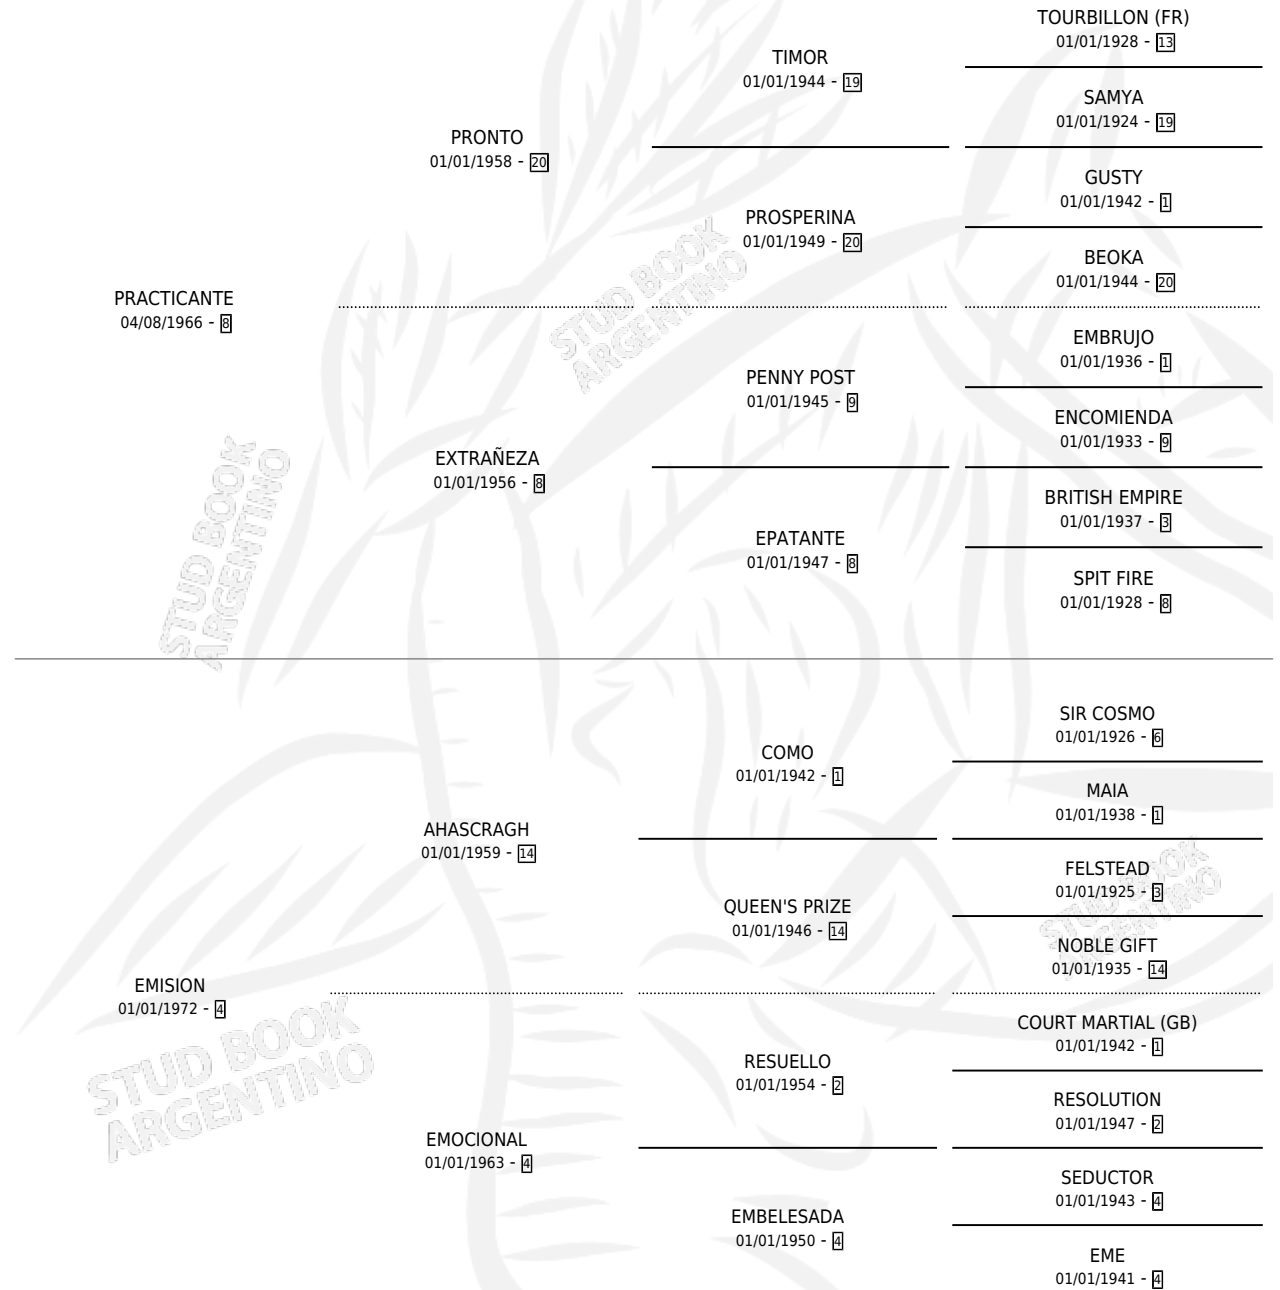 TOURBILLON (FR)
01/01/1928 - 13
TIMOR
01/01/1944 - 19
SAMYA
01/01/1924 - 19
PRONTO
01/01/1958 - 20
GUSTY
01/01/1942 - 1
PROSPERINA
01/01/1949 - 20
BEOKA
01/01/1944 - 20
PRACTICANTE
04/08/1966 - 8
STUD BOOK
ARGENTINO
EMBRUJO
01/01/1936 - 1
PENNY POST
01/01/1945 - 9
ENCOMIENDA
01/01/1933 - 9
EXTRAÑEZA
01/01/1956 - 8
BRITISH EMPIRE
01/01/1937 - 3
EPATANTE
01/01/1947 - 8
SPIT FIRE
01/01/1928 - 8
STUD BOOK
ARGENTINO
SIR COSMO
01/01/1926 - 6
COMO
01/01/1942 - 1
MAIA
01/01/1938 - 1
AHASCRAGH
01/01/1959 - 14
FELSTEAD
01/01/1925 - 3
QUEEN'S PRIZE
01/01/1946 - 14
NOBLE GIFT
01/01/1935 - 14
STUD BOOK
ARGENTINO
EMISION
01/01/1972 - 4
STUD BOOK
ARGENTINO
COURT MARTIAL (GB)
01/01/1942 - 1
RESUELLO
01/01/1954 - 2
RESOLUTION
01/01/1947 - 2
EMOCIONAL
01/01/1963 - 4
SEDUCTOR
01/01/1943 - 4
EMBELESADA
01/01/1950 - 4
EME
01/01/1941 - 4